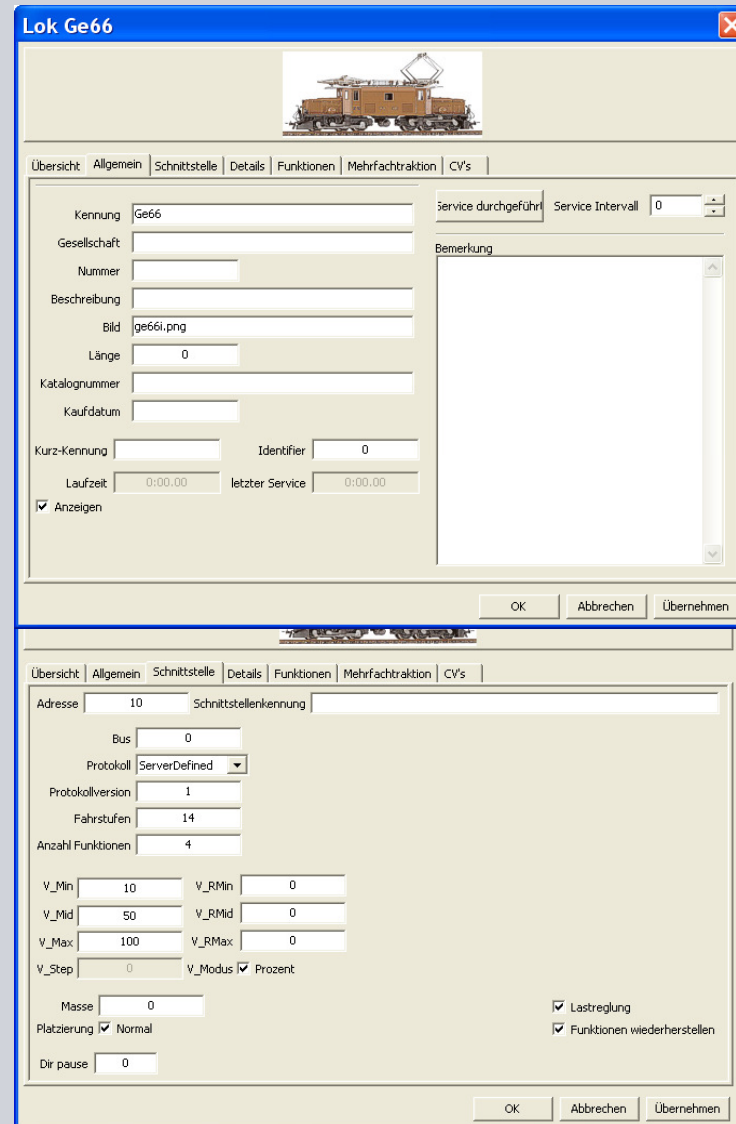 Lok Ge66
Übersicht Allgemein Schnittstelle Details Funktionen Mehrfachtraktion CV's
Kennung Ge66
Gesellschaft
Nummer
Beschreibung
Bild ge66i.png
Länge 0
Katalognummer
Kaufdatum
Kurz-Kennung Identifier 0
Laufzeit 0:00.00 letzter Service 0:00.00
Anzeigen
Service durchgeführt Service Intervall 0
Bemerkung
OK Abbrechen Übernehmen
Übersicht Allgemein Schnittstelle Details Funktionen Mehrfachtraktion CV's
Adresse 10 Schnittstellenkennung
Bus 0
Protokoll ServerDefined
Protokollversion 1
Fahrstufen 14
Anzahl Funktionen 4
V_Min 10 V_RMin 0
V_Mid 50 V_RMid 0
V_Max 100 V_RMax 0
V_Step 0 V_Modus Prozent
Masse 0
Platzierung Normal
Dir pause 0
Lastreglung
Funktionen wiederherstellen
OK Abbrechen Übernehmen